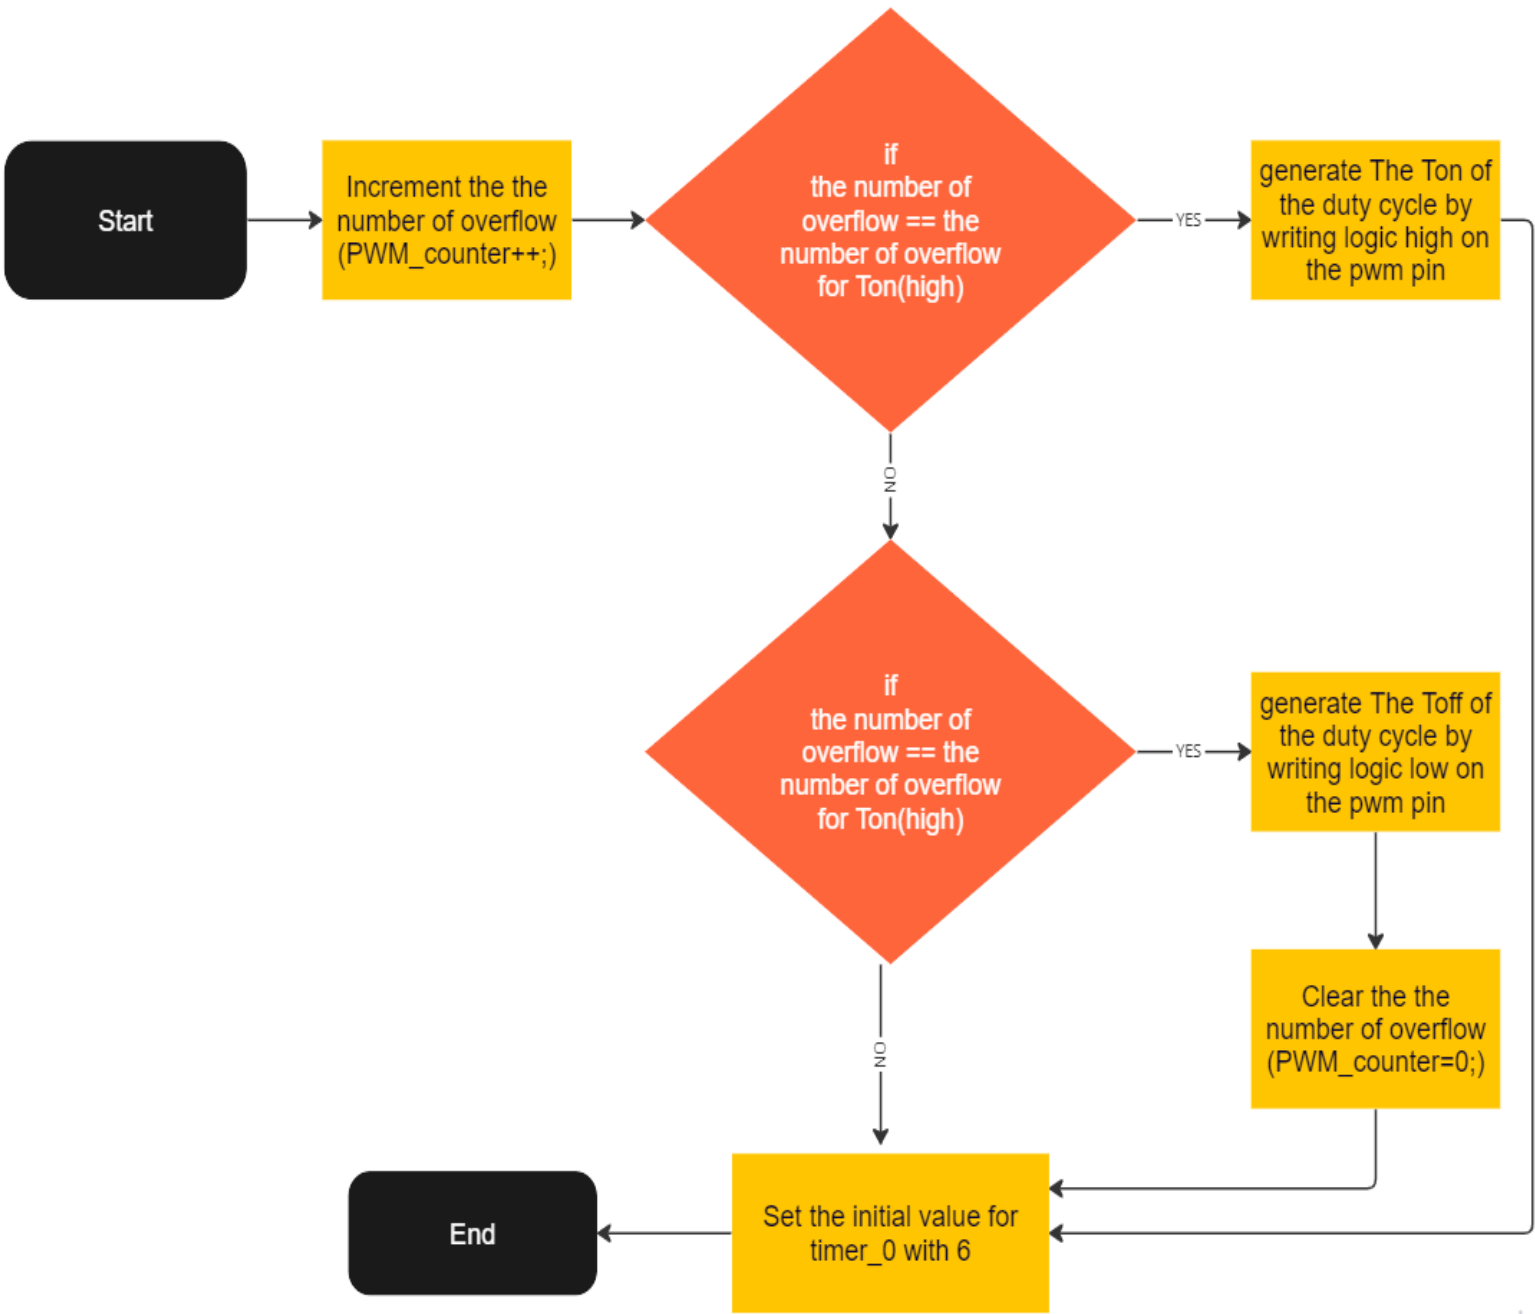 Start
Increment the the
number of overflow
(PWM_counter++;)
if
the number of
overflow == the
number of overflow
for Ton(high)
YES
generate The Ton of
the duty cycle by
writing logic high on
the pwm pin
NO
if
the number of
overflow == the
number of overflow
for Ton(high)
YES
generate The Toff of
the duty cycle by
writing logic low on
the pwm pin
Clear the the
number of overflow
(PWM_counter=0;)
NO
Set the initial value for
timer_0 with 6
End